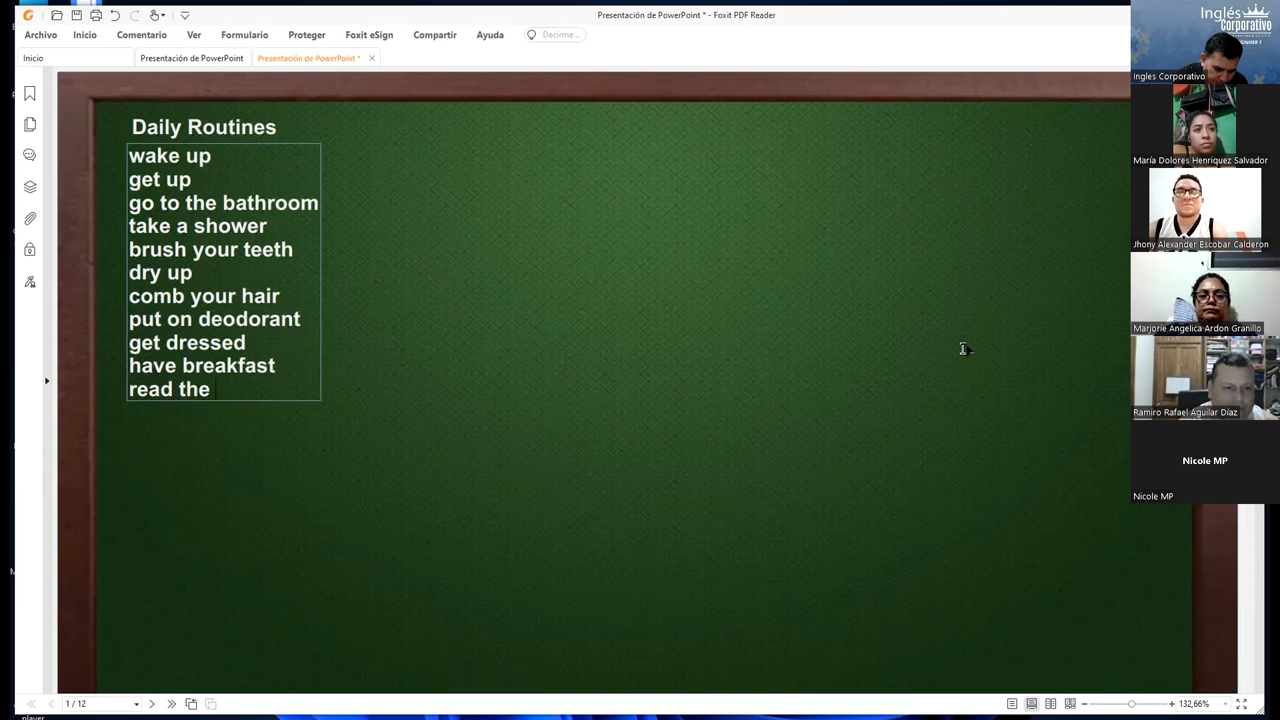 Presentación de PowerPoint * - Foxit PDF Reader
Archivo Inicio Comentario Ver Formulario Proteger Foxit eSign Compartir Ayuda Decirme...
Inicio Presentación de PowerPoint Presentación de PowerPoint *
Daily Routines
wake up
get up
go to the bathroom
take a shower
brush your teeth
dry up
comb your hair
put on deodorant
get dressed
have breakfast
read the
Inglés
Corporativo
Ingles Corporativo
María Dolores Henriquez Salvador
Jhony Alexander Escobar Calderon
Marjorie Angelica Ardon Granillo
Ramiro Rafael Aguilar Díaz
Nicole MP
Nicole MP
1 / 12
132,66%
player